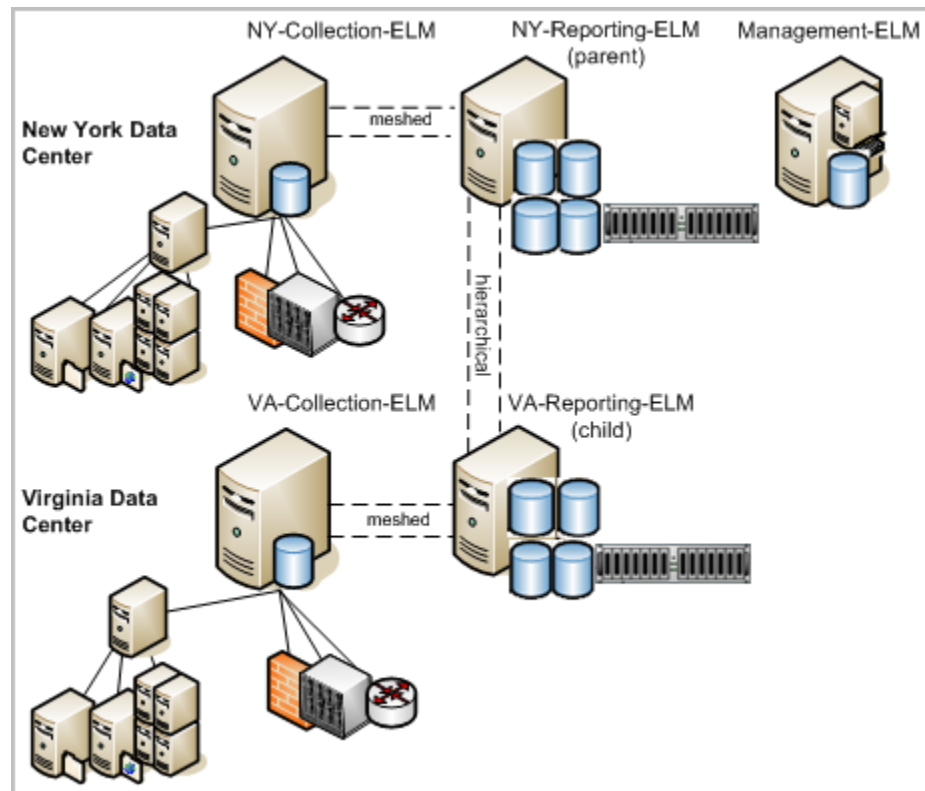 NY-Collection-ELM
NY-Reporting-ELM
(parent)
Management-ELM
New York Data
Center
meshed
hierarchical
VA-Collection-ELM
VA-Reporting-ELM
(child)
Virginia Data
Center
meshed